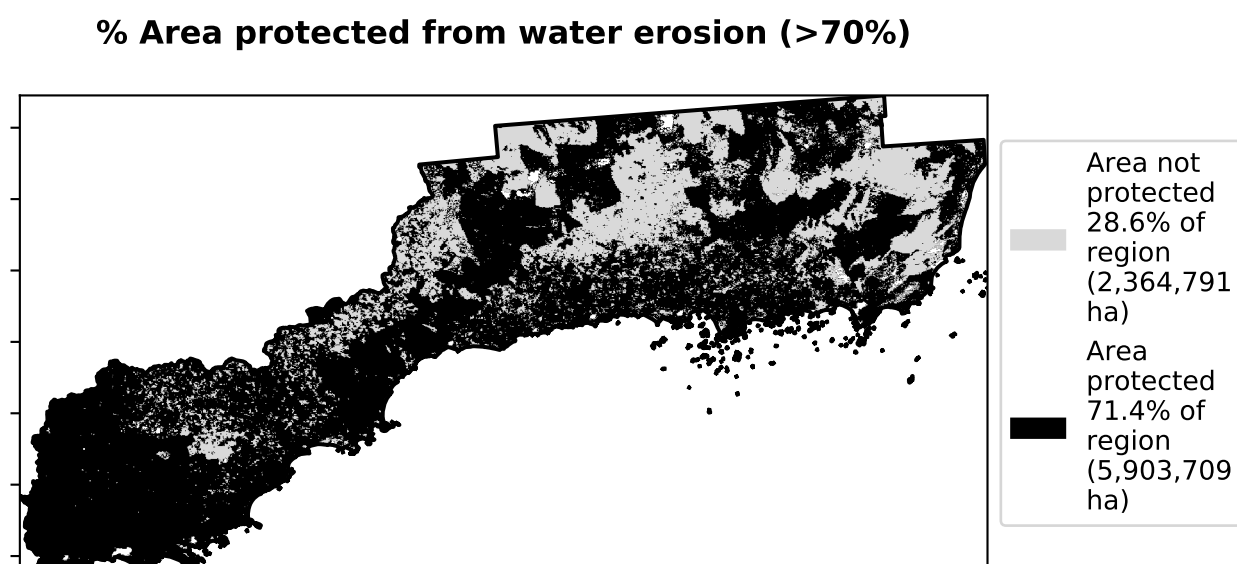 % Area protected from water erosion (>70%)
Area not
protected
28.6% of
region
(2,364,791
ha)
Area
protected
71.4% of
region
(5,903,709
ha)